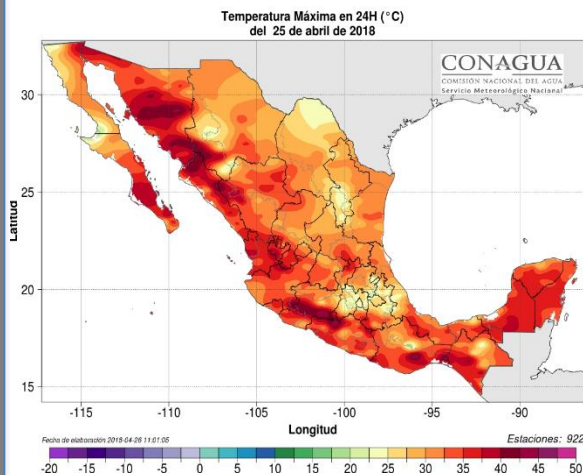 Temperatura Máxima en 24H (°C)
del 25 de abril de 2018
CONAGUA
COMISIÓN NACIONAL DEL AGUA
Servicio Meteorológico Nacional
Latitud
30
25
20
15
-115 -110 -105 -100 -95 -90
Longitud
Fecha de elaboración 2018-04-26 11:01:05
Estaciones: 922
-20 -15 -10 -5 0 5 10 15 20 25 30 35 40 45 50